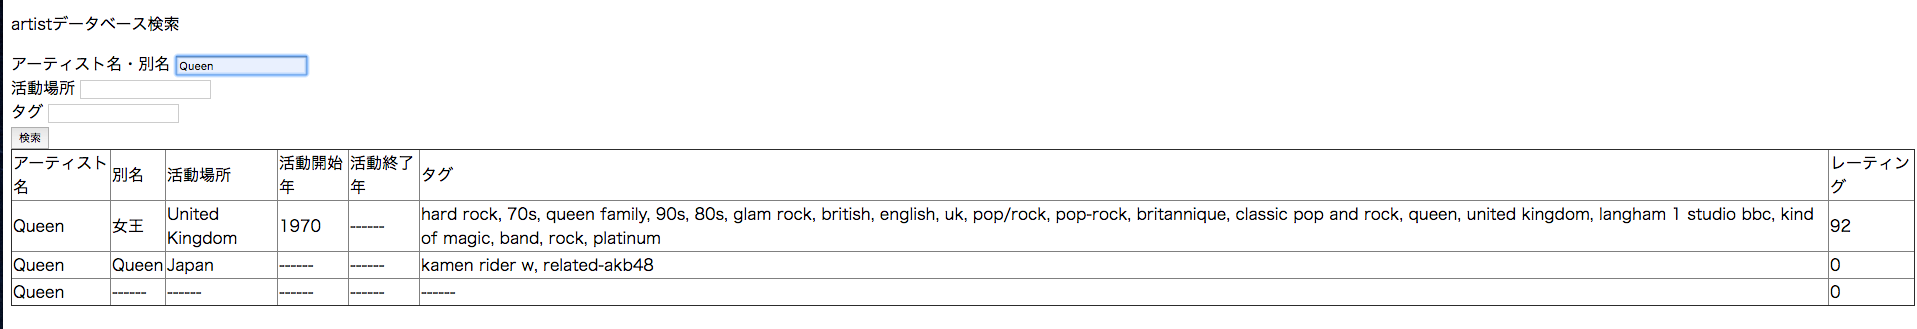 artistデータベース検索
アーティスト名・別名 Queen
活動場所
タグ
検索
アーティスト名 別名 活動場所 活動開始年 活動終了年 タグ レーティング
Queen 女王 United Kingdom 1970 ------ hard rock, 70s, queen family, 90s, 80s, glam rock, british, english, uk, pop/rock, pop-rock, britannique, classic pop and rock, queen, united kingdom, langham 1 studio bbc, kind of magic, band, rock, platinum 92
Queen Queen Japan ------ ------ kamen rider w, related-akb48 0
Queen ------ ------ ------ ------ ------ 0